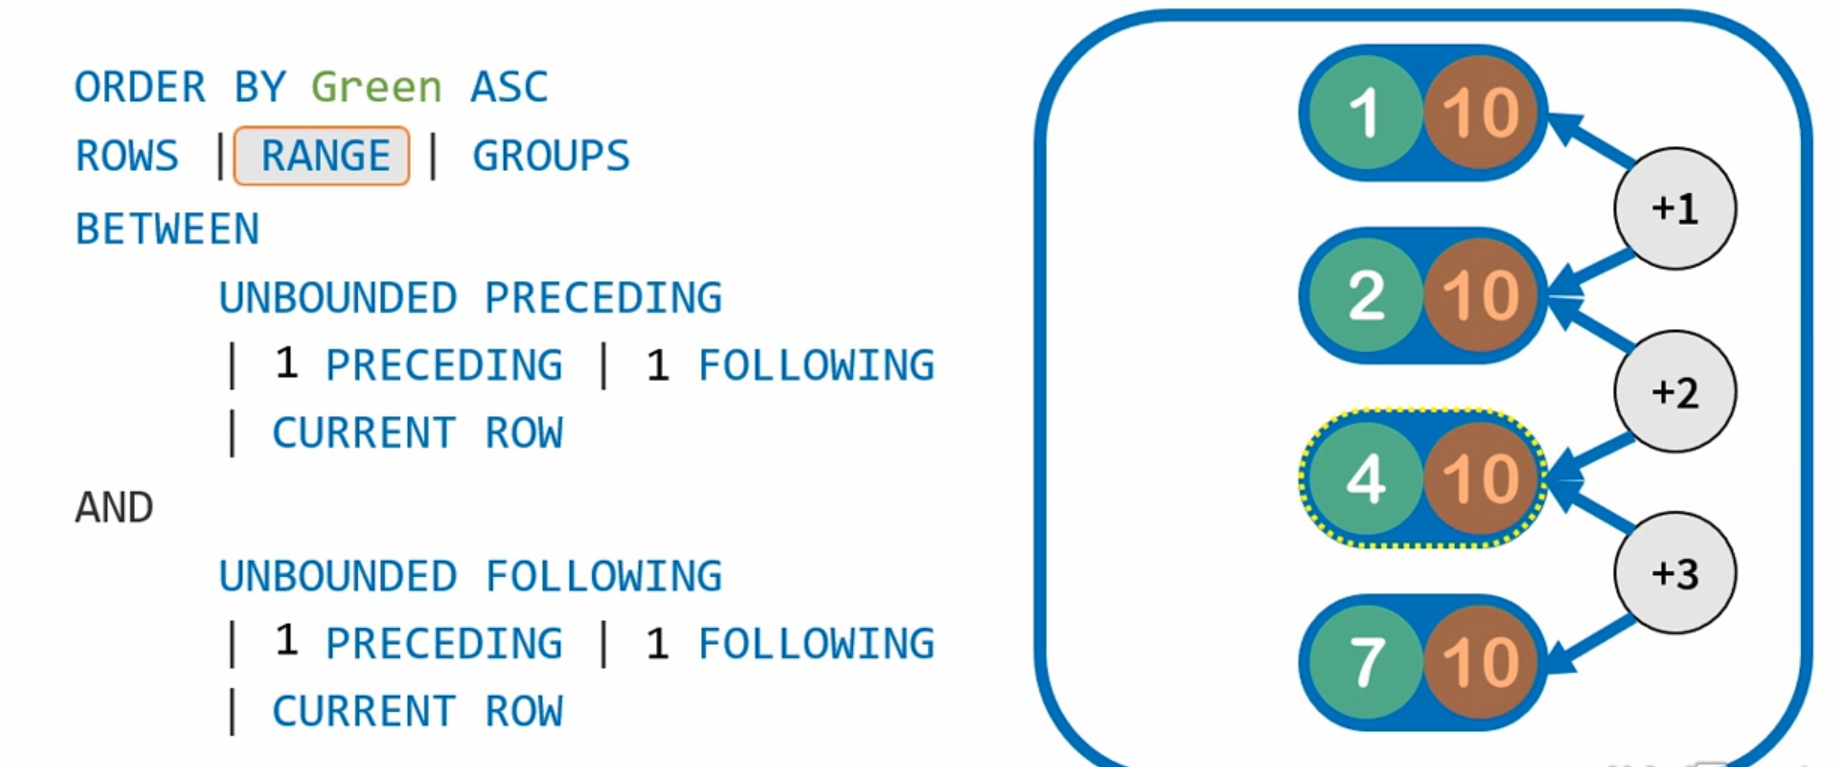 ORDER BY Green ASC
ROWS | RANGE | GROUPS
BETWEEN
UNBOUNDED PRECEDING
| 1 PRECEDING | 1 FOLLOWING
| CURRENT ROW
AND
UNBOUNDED FOLLOWING
| 1 PRECEDING | 1 FOLLOWING
| CURRENT ROW
1 10
+1
2 10
+2
4 10
+3
7 10